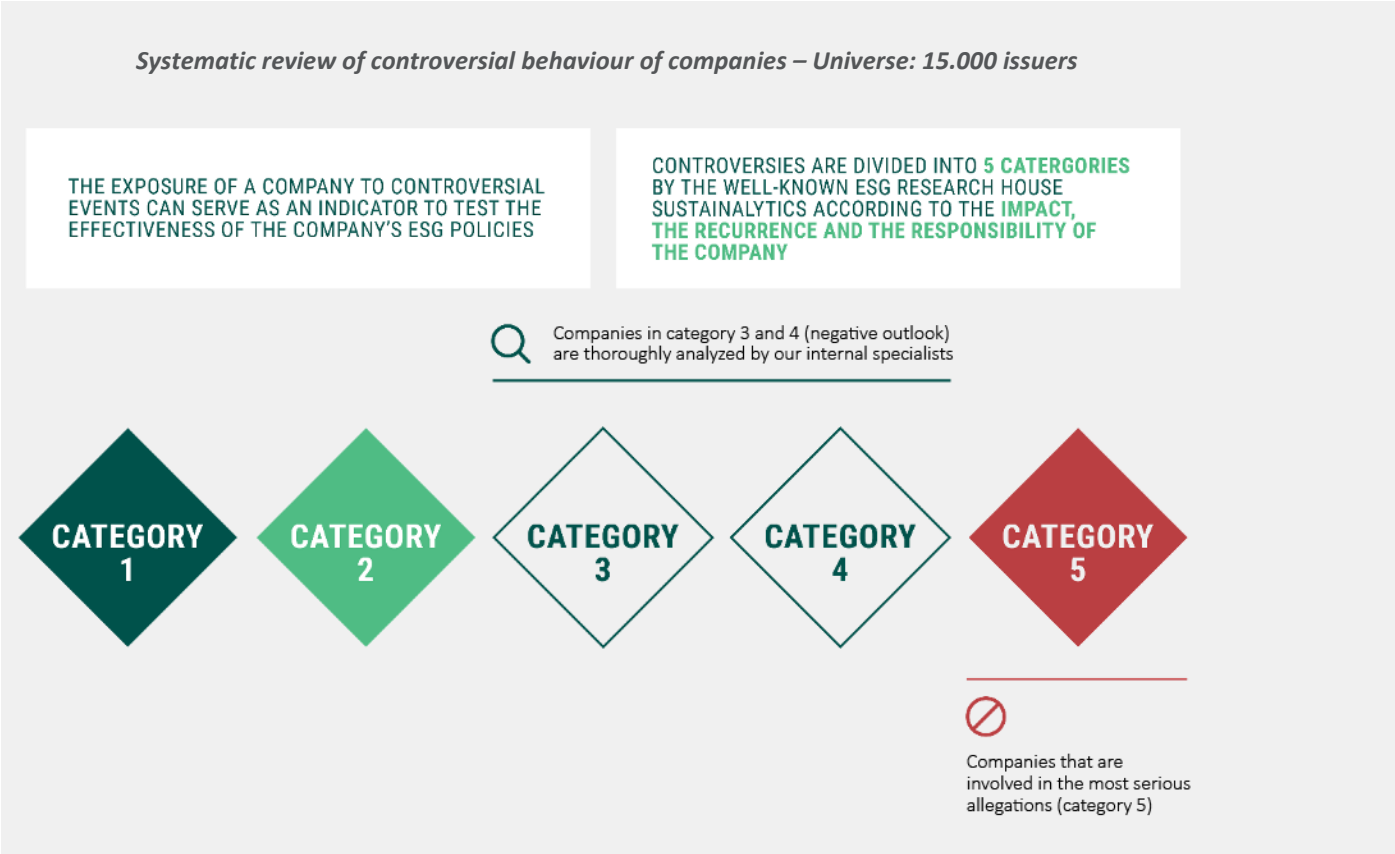 Systematic review of controversial behaviour of companies – Universe: 15.000 issuers
THE EXPOSURE OF A COMPANY TO CONTROVERSIAL
EVENTS CAN SERVE AS AN INDICATOR TO TEST THE
EFFECTIVENESS OF THE COMPANY'S ESG POLICIES
CONTROVERSIES ARE DIVIDED INTO 5 CATERGORIES
BY THE WELL-KNOWN ESG RESEARCH HOUSE
SUSTAINALYTICS ACCORDING TO THE IMPACT,
THE RECURRENCE AND THE RESPONSIBILITY OF
THE COMPANY
Companies in category 3 and 4 (negative outlook)
are thoroughly analyzed by our internal specialists
CATEGORY
1
CATEGORY
2
CATEGORY
3
CATEGORY
4
CATEGORY
5
Companies that are
involved in the most serious
allegations (category 5)